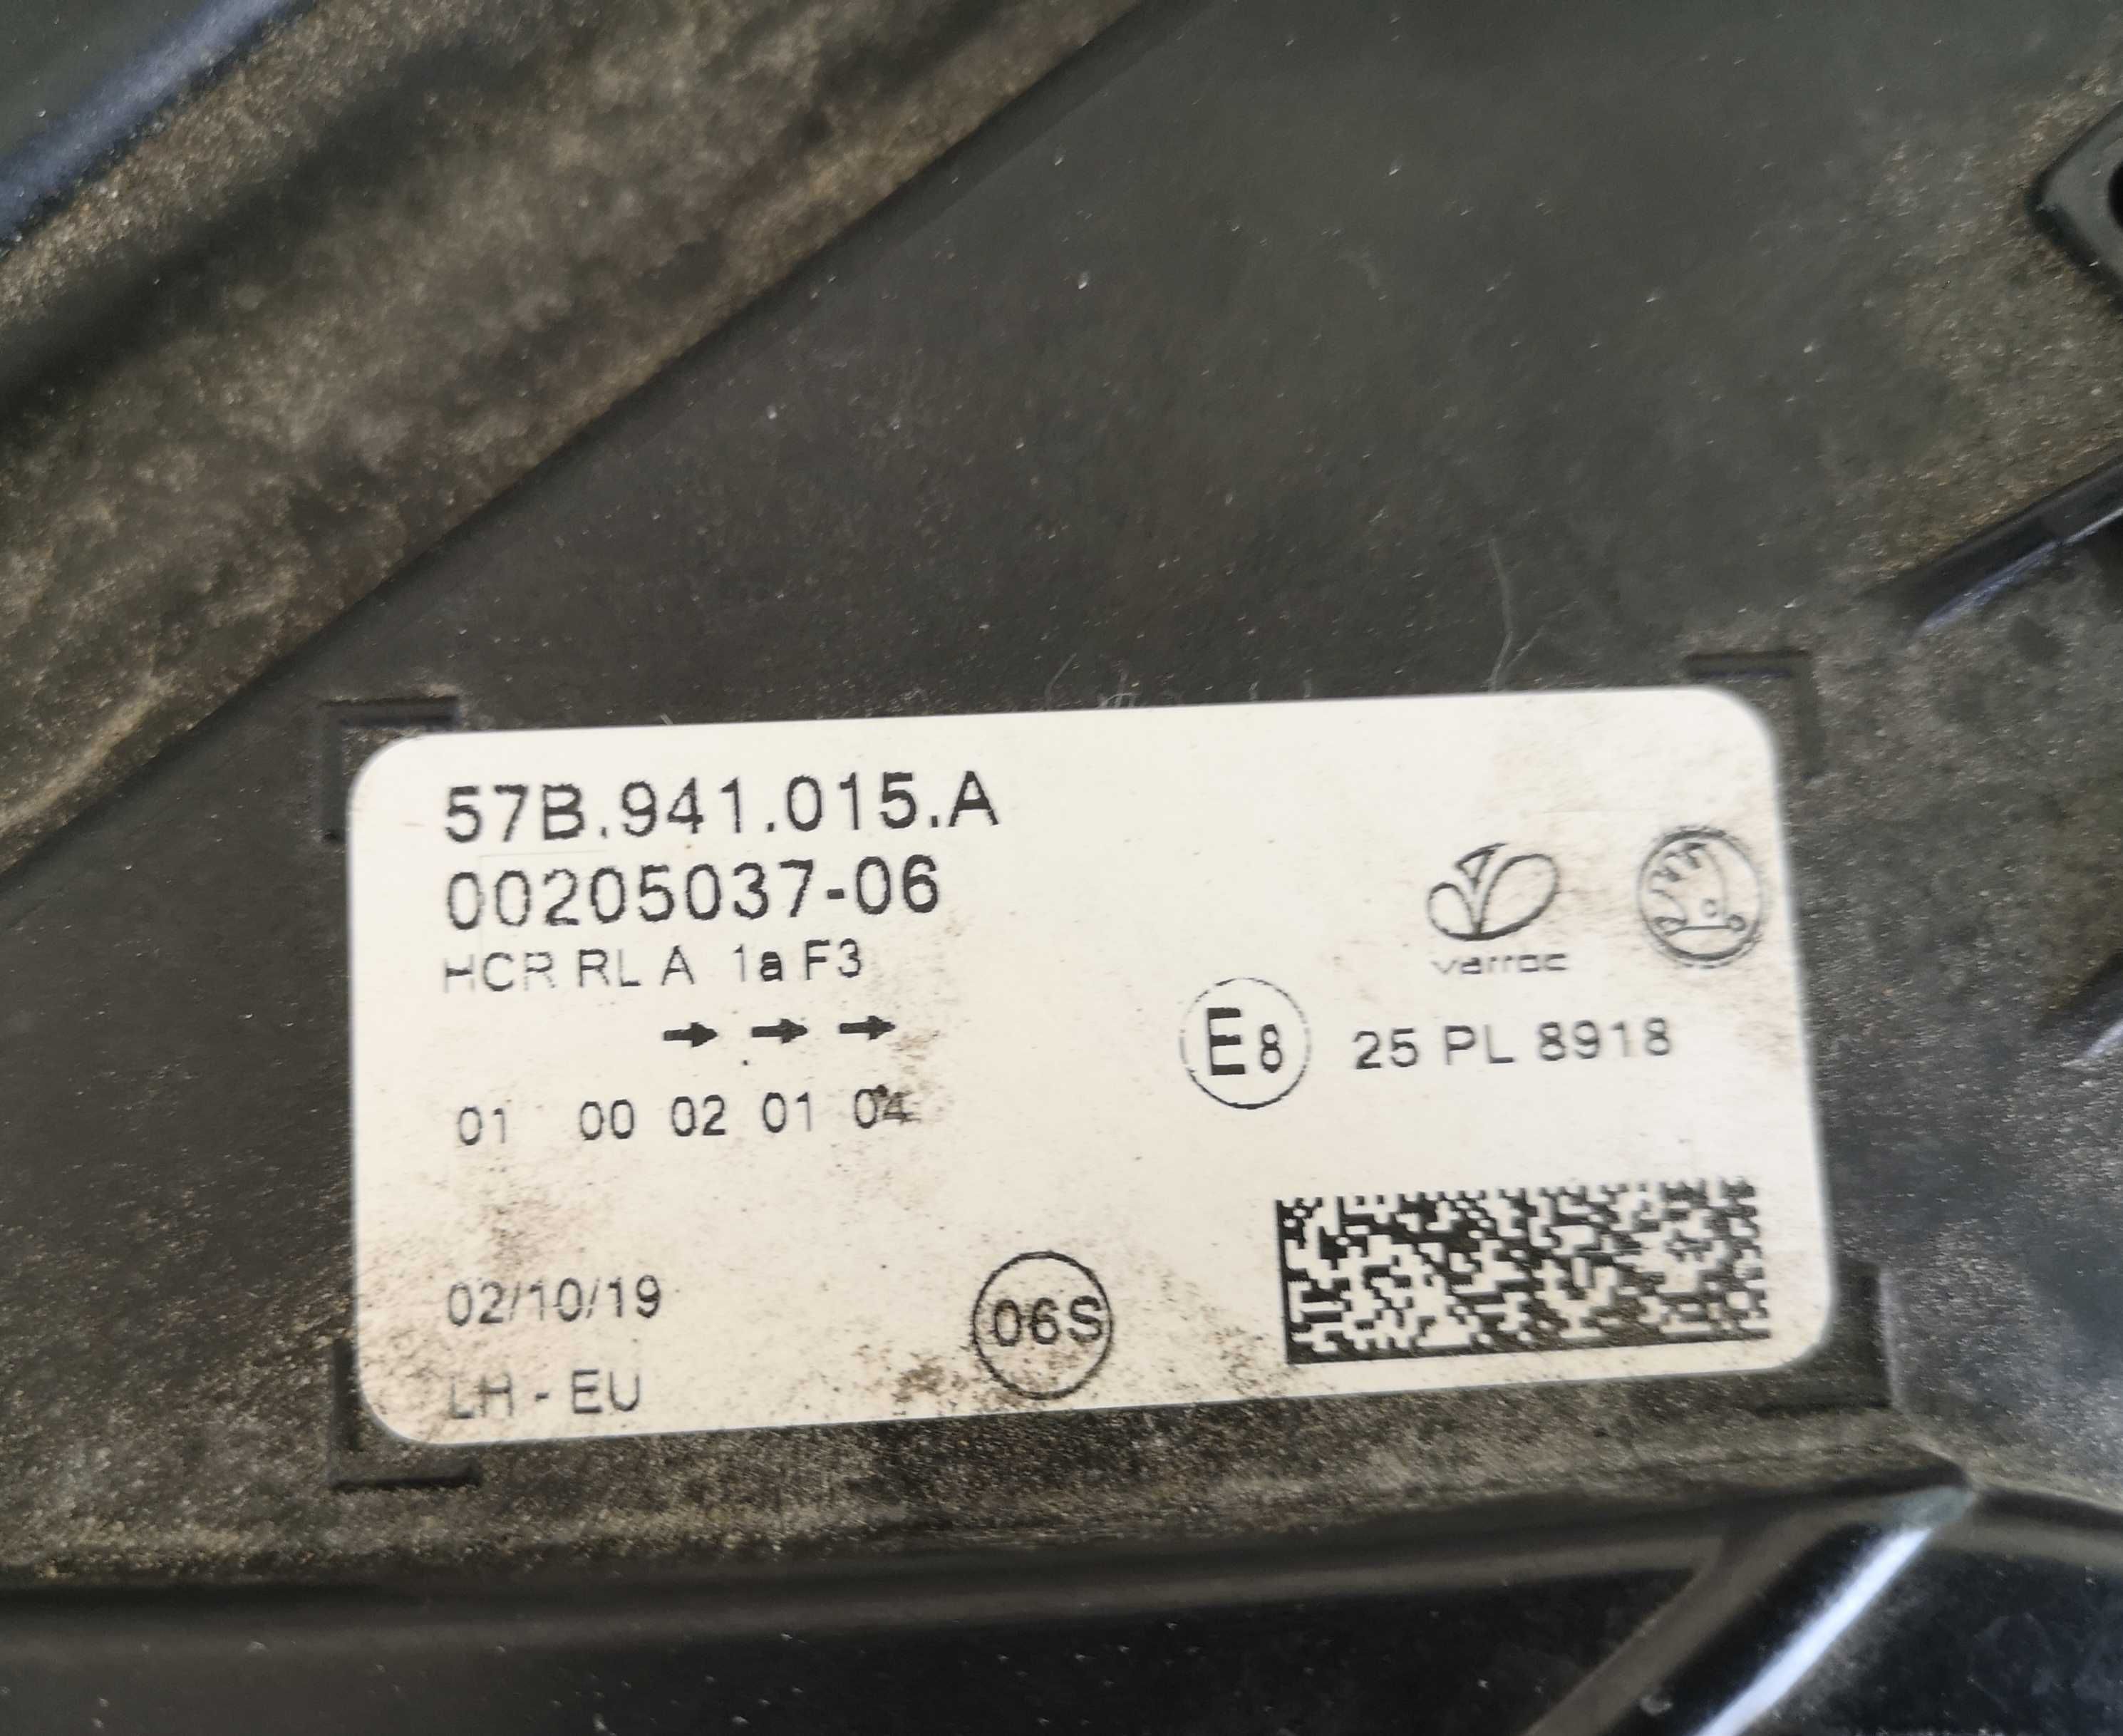 57B.941.015.A
00205037-06
HCR RL A 1a F3
→ → →
01 00 02 01 04
varroc
E8 25 PL 8918
02/10/19
06S
LH - EU